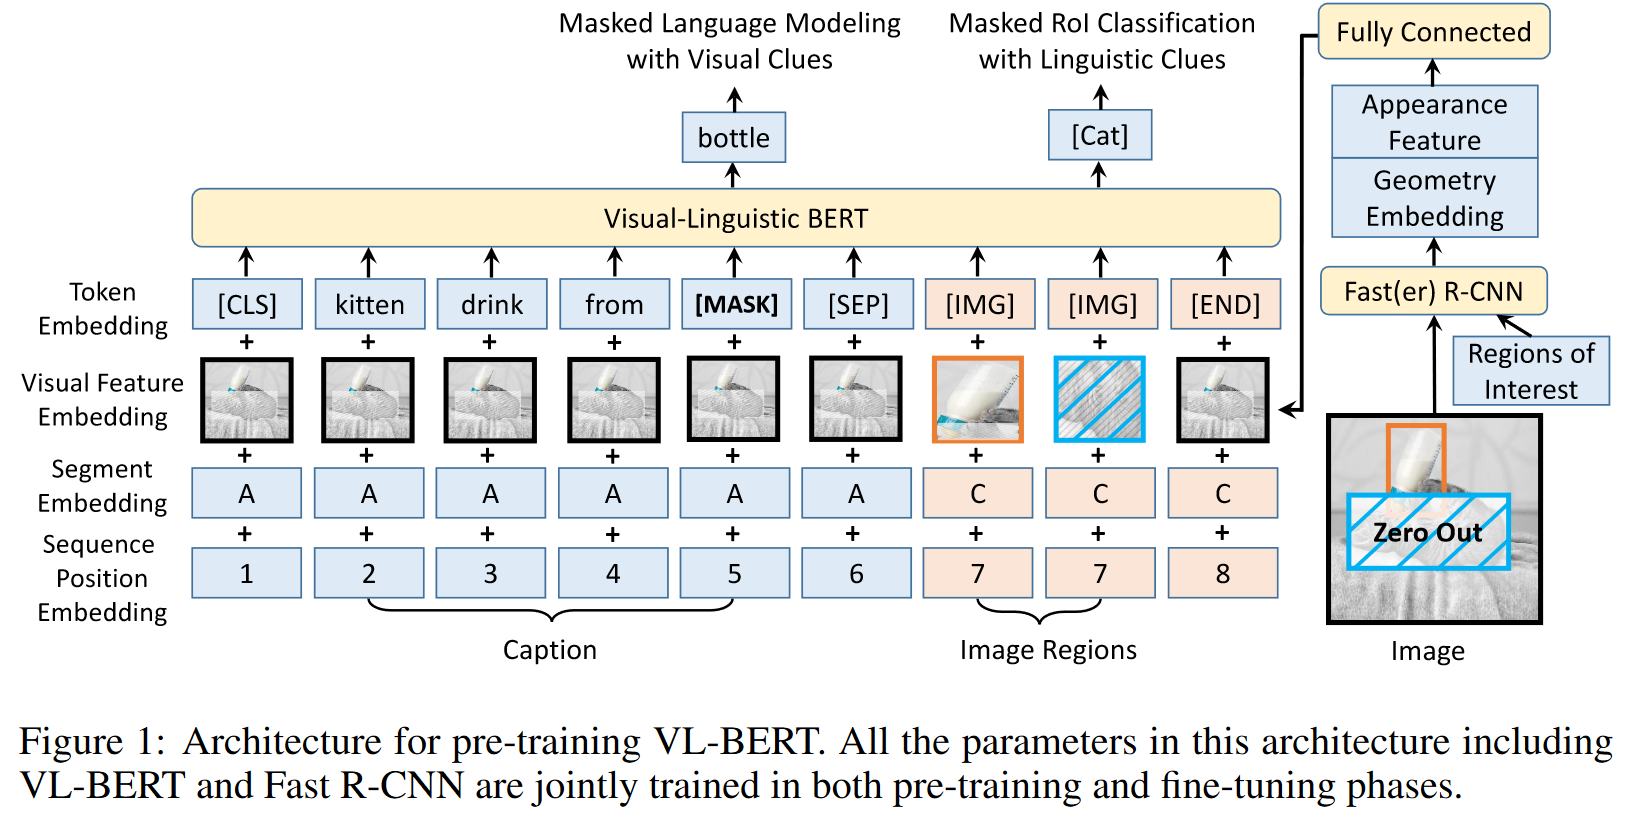 Masked Language Modeling
with Visual Clues
Masked RoI Classification
with Linguistic Clues
Fully Connected
Appearance
Feature
Geometry
Embedding
Fast(er) R-CNN
Regions of
Interest
bottle
[Cat]
Visual-Linguistic BERT
Token
Embedding
[CLS] kitten drink from [MASK] [SEP] [IMG] [IMG] [END]
+ + + + + + + + +
Visual Feature
Embedding
+ + + + + + + + +
Segment
Embedding
A A A A A A C C C
+ + + + + + + + +
Sequence
Position
Embedding
1 2 3 4 5 6 7 7 8
Caption
Image Regions
Zero Out
Image
Figure 1: Architecture for pre-training VL-BERT. All the parameters in this architecture including
VL-BERT and Fast R-CNN are jointly trained in both pre-training and fine-tuning phases.